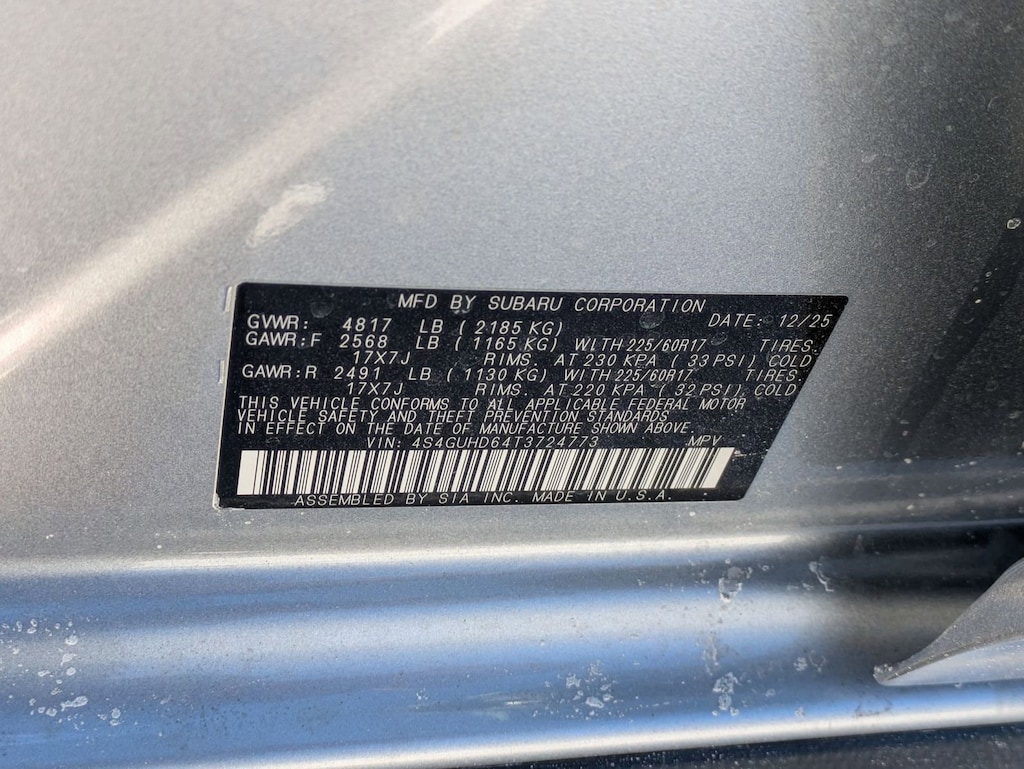 MFD BY SUBARU CORPORATION
GVWR: 4817 LB ( 2185 KG) DATE: 12/25
GAWR:F 2568 LB ( 1165 KG) WITH 225/60R17 TIRES.
17X7J RIMS. AT 230 KPA ( 33 PSI) COLD
GAWR:R 2491 LB ( 1130 KG) WITH 225/60R17 TIRES.
17X7J RIMS. AT 220 KPA ( 32 PSI) COLD
THIS VEHICLE CONFORMS TO ALL APPLICABLE FEDERAL MOTOR
VEHICLE SAFETY AND THEFT PREVENTION STANDARDS
IN EFFECT ON THE DATE OF MANUFACTURE SHOWN ABOVE.
VIN: 4S4GUHD64T3724773 MPV
ASSEMBLED BY SIA INC. MADE IN U.S.A.